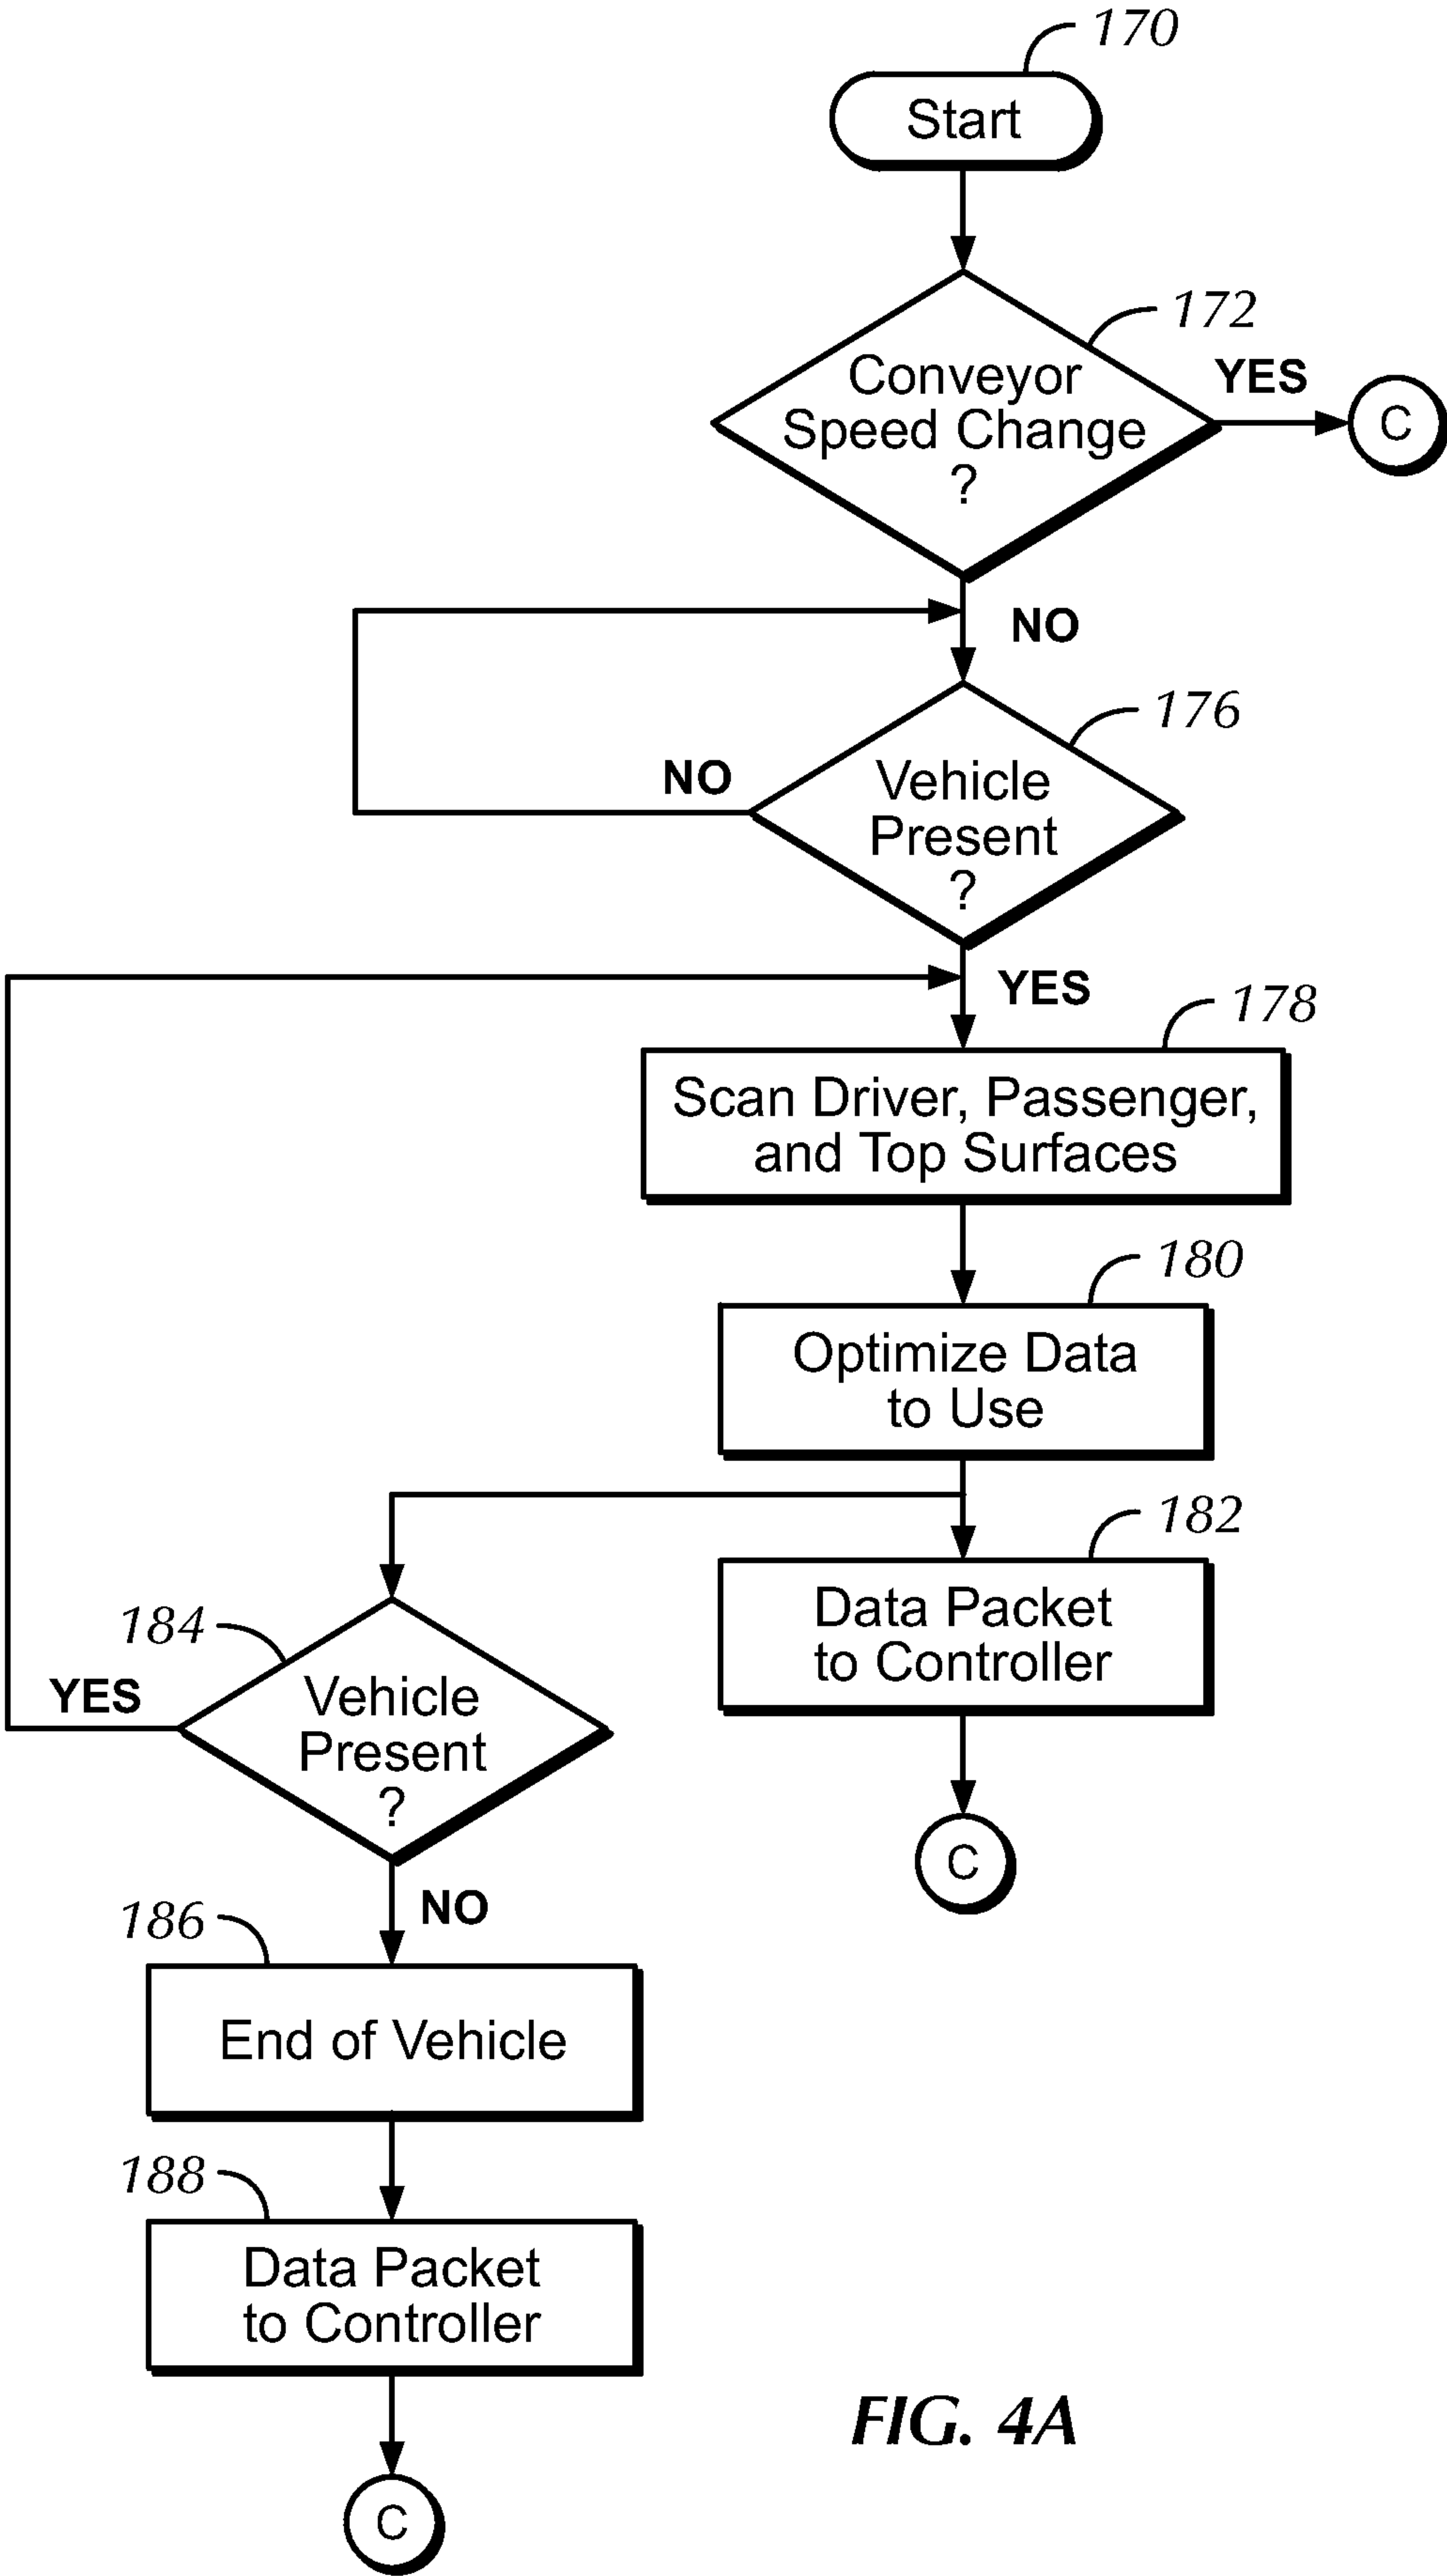 170
Start
172
Conveyor
Speed Change
?
YES
C
NO
176
Vehicle
Present
?
NO
YES
178
Scan Driver, Passenger,
and Top Surfaces
180
Optimize Data
to Use
182
Data Packet
to Controller
C
184
Vehicle
Present
?
YES
NO
186
End of Vehicle
188
Data Packet
to Controller
C
FIG. 4A